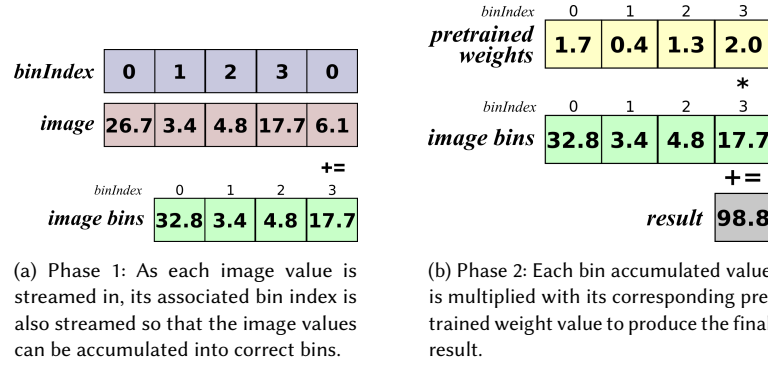 binIndex 0 1 2 3 0
image 26.7 3.4 4.8 17.7 6.1
+=
binIndex 0 1 2 3
image bins 32.8 3.4 4.8 17.7
(a) Phase 1: As each image value is
streamed in, its associated bin index is
also streamed so that the image values
can be accumulated into correct bins.
binIndex 0 1 2 3
pretrained
weights 1.7 0.4 1.3 2.0
*
binIndex 0 1 2 3
image bins 32.8 3.4 4.8 17.7
+=
result 98.8
(b) Phase 2: Each bin accumulated value
is multiplied with its corresponding pre
trained weight value to produce the final
result.